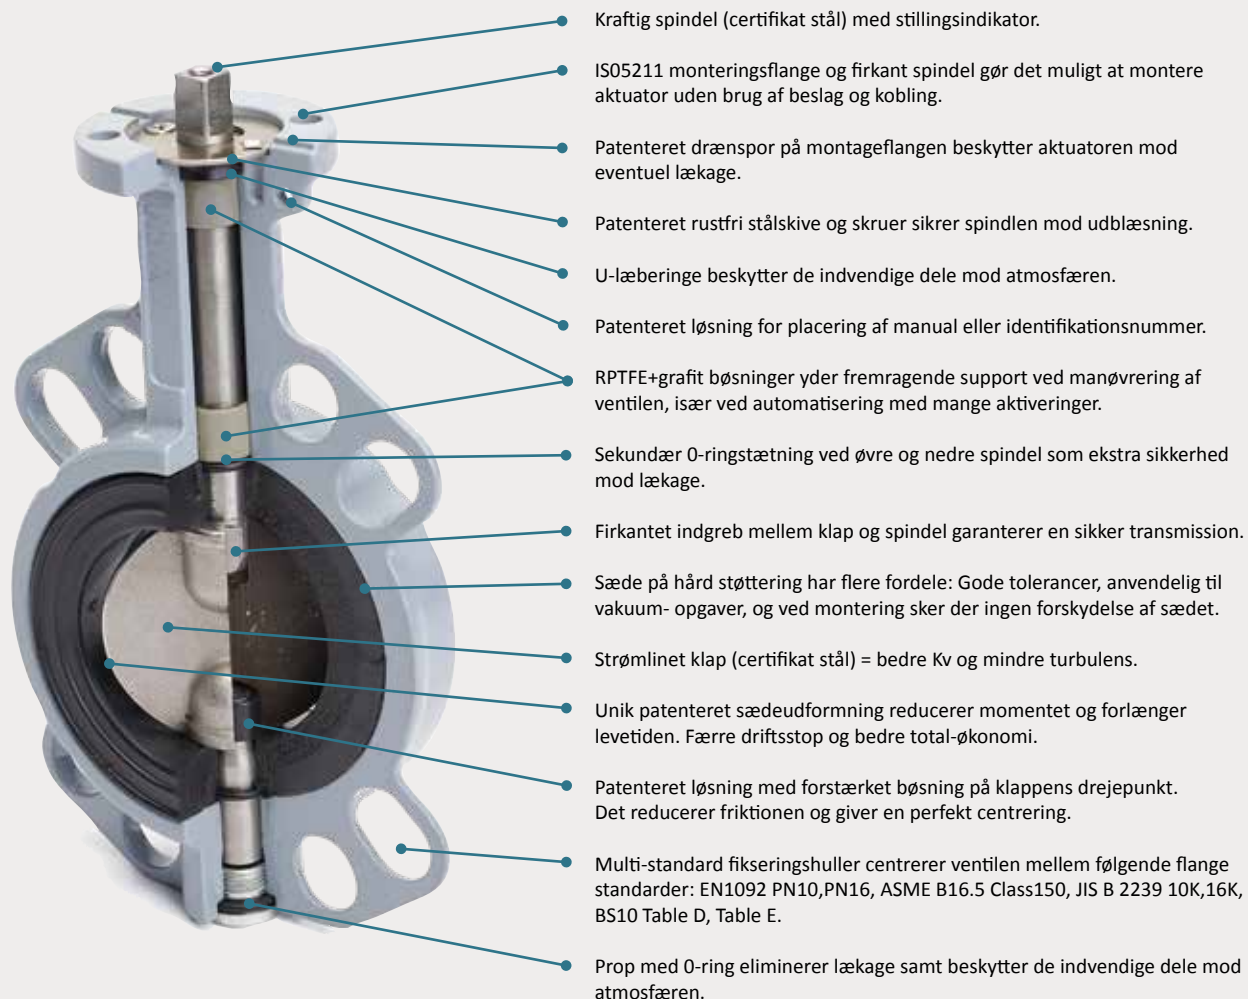 Kraftig spindel (certifikat stål) med stillingsindikator.
IS05211 monteringsflange og firkant spindel gør det muligt at montere
aktuator uden brug af beslag og kobling.
Patenteret drænspor på montageflangen beskytter aktuatoren mod
eventuel lækage.
Patenteret rustfri stålskive og skruer sikrer spindlen mod udblæsning.
U-læberinge beskytter de indvendige dele mod atmosfæren.
Patenteret løsning for placering af manual eller identifikationsnummer.
RPTFE+grafit bøsninger yder fremragende support ved manøvrering af
ventilen, især ved automatisering med mange aktiveringer.
Sekundær 0-ringstætning ved øvre og nedre spindel som ekstra sikkerhed
mod lækage.
Firkantet indgreb mellem klap og spindel garanterer en sikker transmission.
Sæde på hård støttering har flere fordele: Gode tolerancer, anvendelig til
vakuum- opgaver, og ved montering sker der ingen forskydelse af sædet.
Strømlinet klap (certifikat stål) = bedre Kv og mindre turbulens.
Unik patenteret sædeudformning reducerer momentet og forlænger
levetiden. Færre driftsstop og bedre total-økonomi.
Patenteret løsning med forstærket bøsning på klappens drejepunkt.
Det reducerer friktionen og giver en perfekt centrering.
Multi-standard fikseringshuller centrerer ventilen mellem følgende flange
standarder: EN1092 PN10,PN16, ASME B16.5 Class150, JIS B 2239 10K,16K,
BS10 Table D, Table E.
Prop med 0-ring eliminerer lækage samt beskytter de indvendige dele mod
atmosfæren.